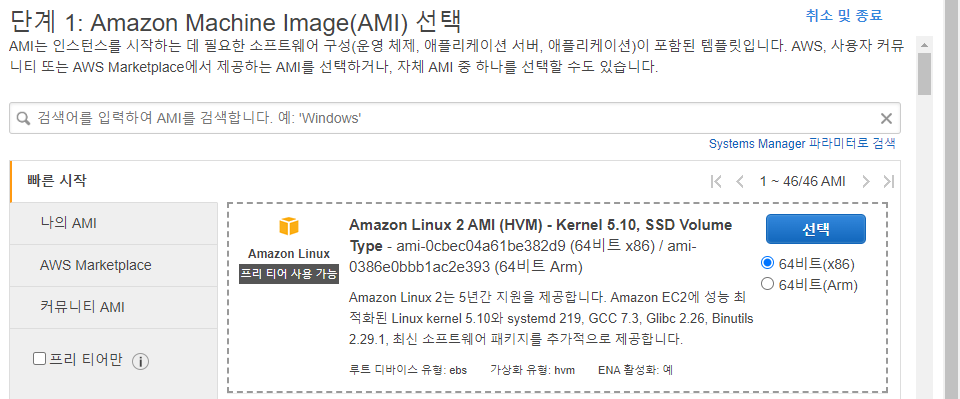 단계 1: Amazon Machine Image(AMI) 선택
취소 및 종료
AMI는 인스턴스를 시작하는 데 필요한 소프트웨어 구성(운영 체제, 애플리케이션 서버, 애플리케이션)이 포함된 템플릿입니다. AWS, 사용자 커뮤
니티 또는 AWS Marketplace에서 제공하는 AMI를 선택하거나, 자체 AMI 중 하나를 선택할 수도 있습니다.
검색어를 입력하여 AMI를 검색합니다. 예: 'Windows'
Systems Manager 파라미터로 검색
빠른 시작
1 ~ 46/46 AMI
나의 AMI
AWS Marketplace
커뮤니티 AMI
프리 티어만
Amazon Linux
프리 티어 사용 가능
Amazon Linux 2 AMI (HVM) - Kernel 5.10, SSD Volume
Type - ami-0cbec04a61be382d9 (64비트 x86) / ami-
0386e0bbb1ac2e393 (64비트 Arm)
Amazon Linux 2는 5년간 지원을 제공합니다. Amazon EC2에 성능 최
적화된 Linux kernel 5.10와 systemd 219, GCC 7.3, Glibc 2.26, Binutils
2.29.1, 최신 소프트웨어 패키지를 추가적으로 제공합니다.
루트 디바이스 유형: ebs 가상화 유형: hvm ENA 활성화: 예
선택
64비트(x86)
64비트(Arm)